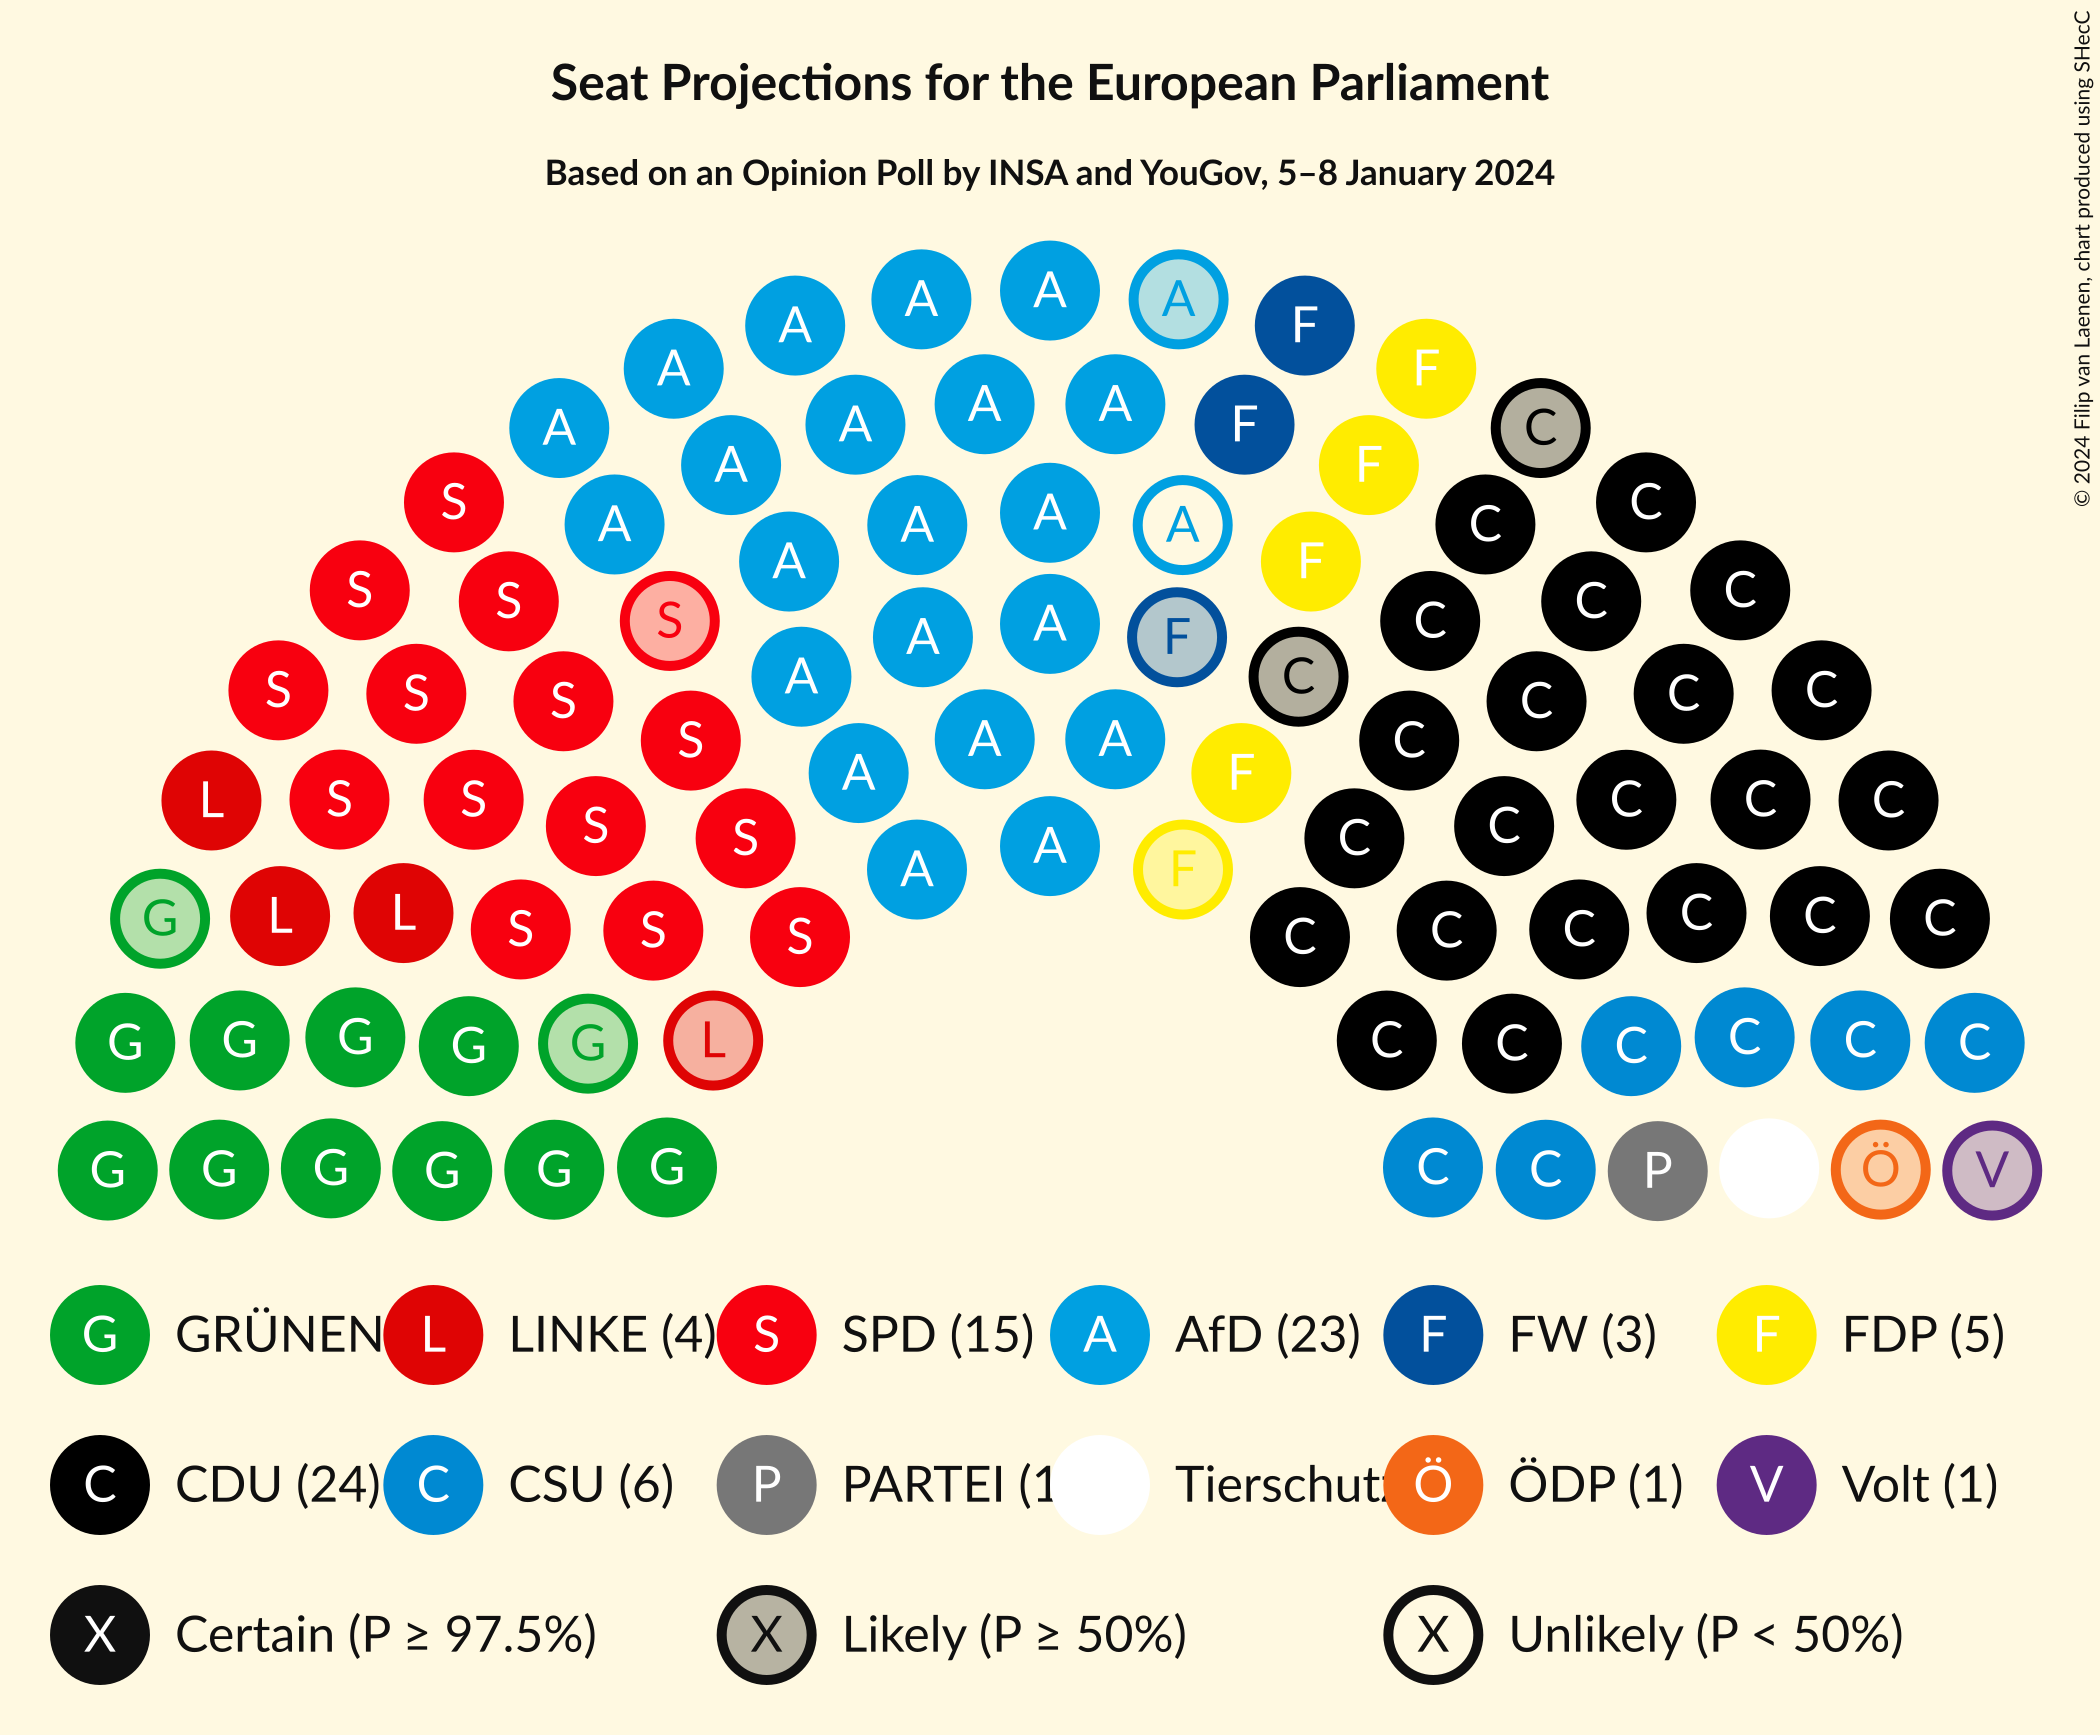 Seat Projections for the European Parliament
Based on an Opinion Poll by INSA and YouGov, 5–8 January 2024
© 2024 Filip van Laenen, chart produced using SHecC
A A A
A F
A F
A A
A A F C
A F
S A C
A A A C
A F
S C
S C
S A C
A F
A C
S S S C C C
S A A C
A F
L S S C C C
S C
S A C
A F
G L L C C C
S S S C C C
G G G G G L C C C C C C
G G G G G G C C P Ö V
G GRÜNEN L LINKE (4) S SPD (15) A AfD (23) F FW (3) F FDP (5)
C CDU (24) C CSU (6) P PARTEI (1 Tierschutz Ö ÖDP (1) V Volt (1)
X Certain (P ≥ 97.5%) X Likely (P ≥ 50%) X Unlikely (P < 50%)